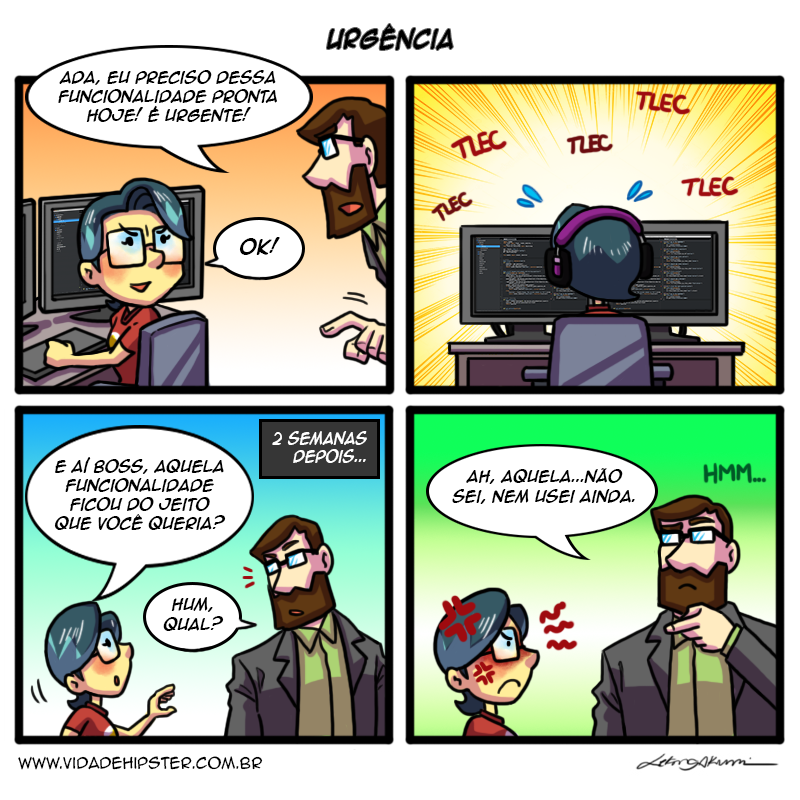 URGÊNCIA
ADA, EU PRECISO DESSA
FUNCIONALIDADE PRONTA
HOJE! É URGENTE!
OK!
TLEC
TLEC
TLEC
TLEC
TLEC
2 SEMANAS
DEPOIS...
E AÍ BOSS, AQUELA
FUNCIONALIDADE
FICOU DO JEITO
QUE VOCÊ QUERIA?
HUM,
QUAL?
AH, AQUELA...NÃO
SEI, NEM USEI AINDA.
HMM...
WWW.VIDADEHIPSTER.COM.BR